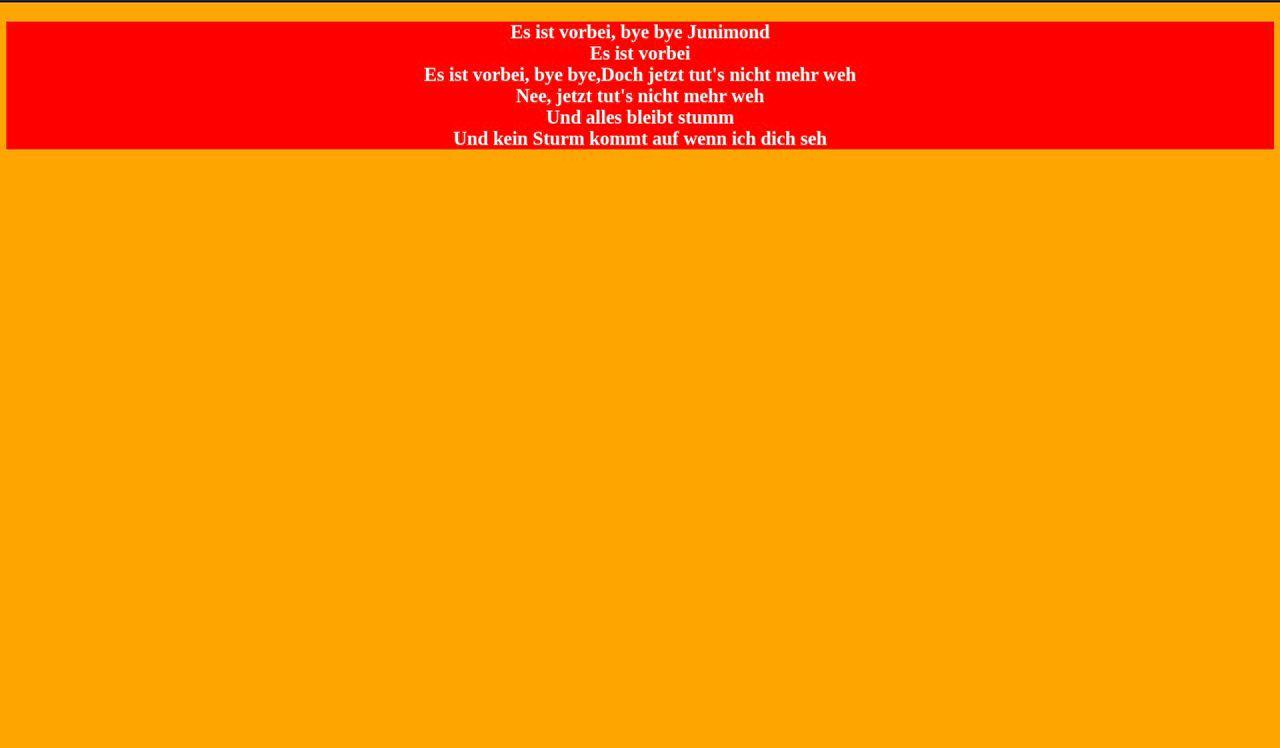 Es ist vorbei, bye bye Junimond
Es ist vorbei
Es ist vorbei, bye bye,Doch jetzt tut's nicht mehr weh
Nee, jetzt tut's nicht mehr weh
Und alles bleibt stumm
Und kein Sturm kommt auf wenn ich dich seh